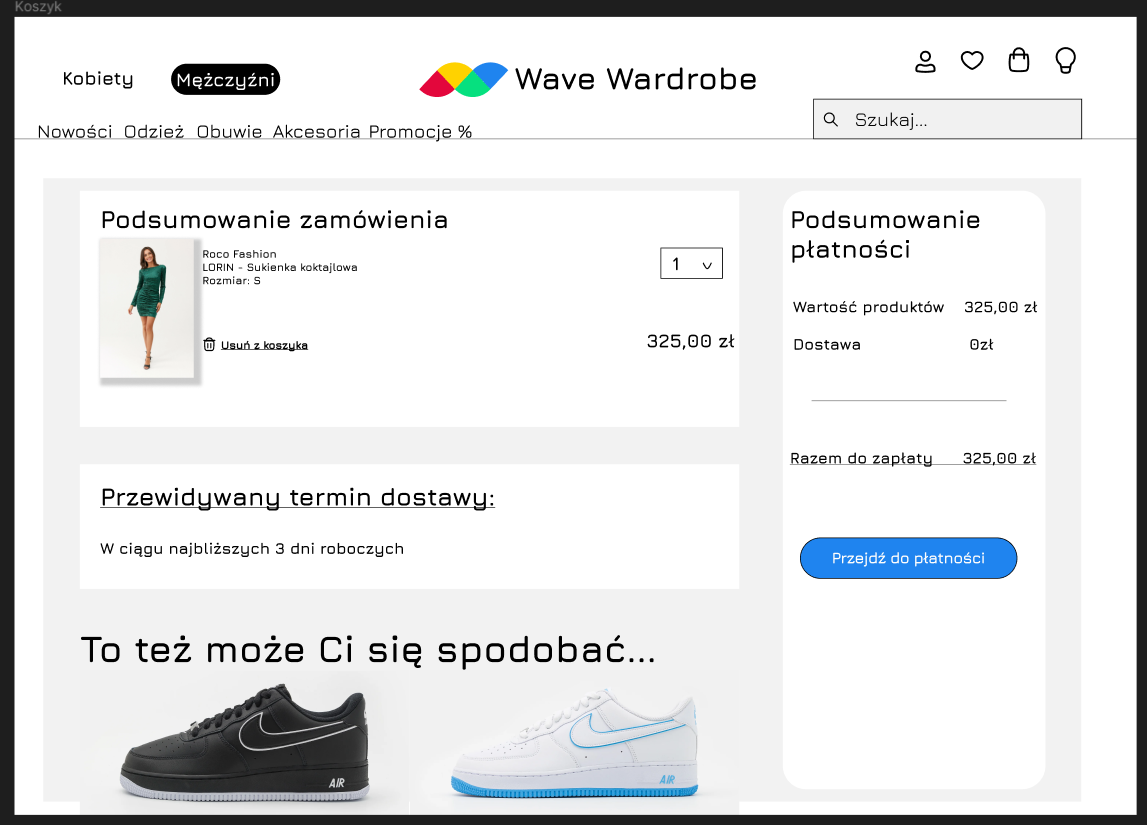 Koszyk
Kobiety
Mężczyźni
Wave Wardrobe
Nowości Odzież Obuwie Akcesoria Promocje %
Szukaj...
Podsumowanie zamówienia
Roco Fashion
LORIN - Sukienka koktajlowa
Rozmiar: S
1
Usuń z koszyka
325,00 zł
Przewidywany termin dostawy:
W ciągu najbliższych 3 dni roboczych
To też może Ci się spodobać...
AIR
AIR
Podsumowanie
płatności
Wartość produktów 325,00 zł
Dostawa 0zł
Razem do zapłaty 325,00 zł
Przejdź do płatności